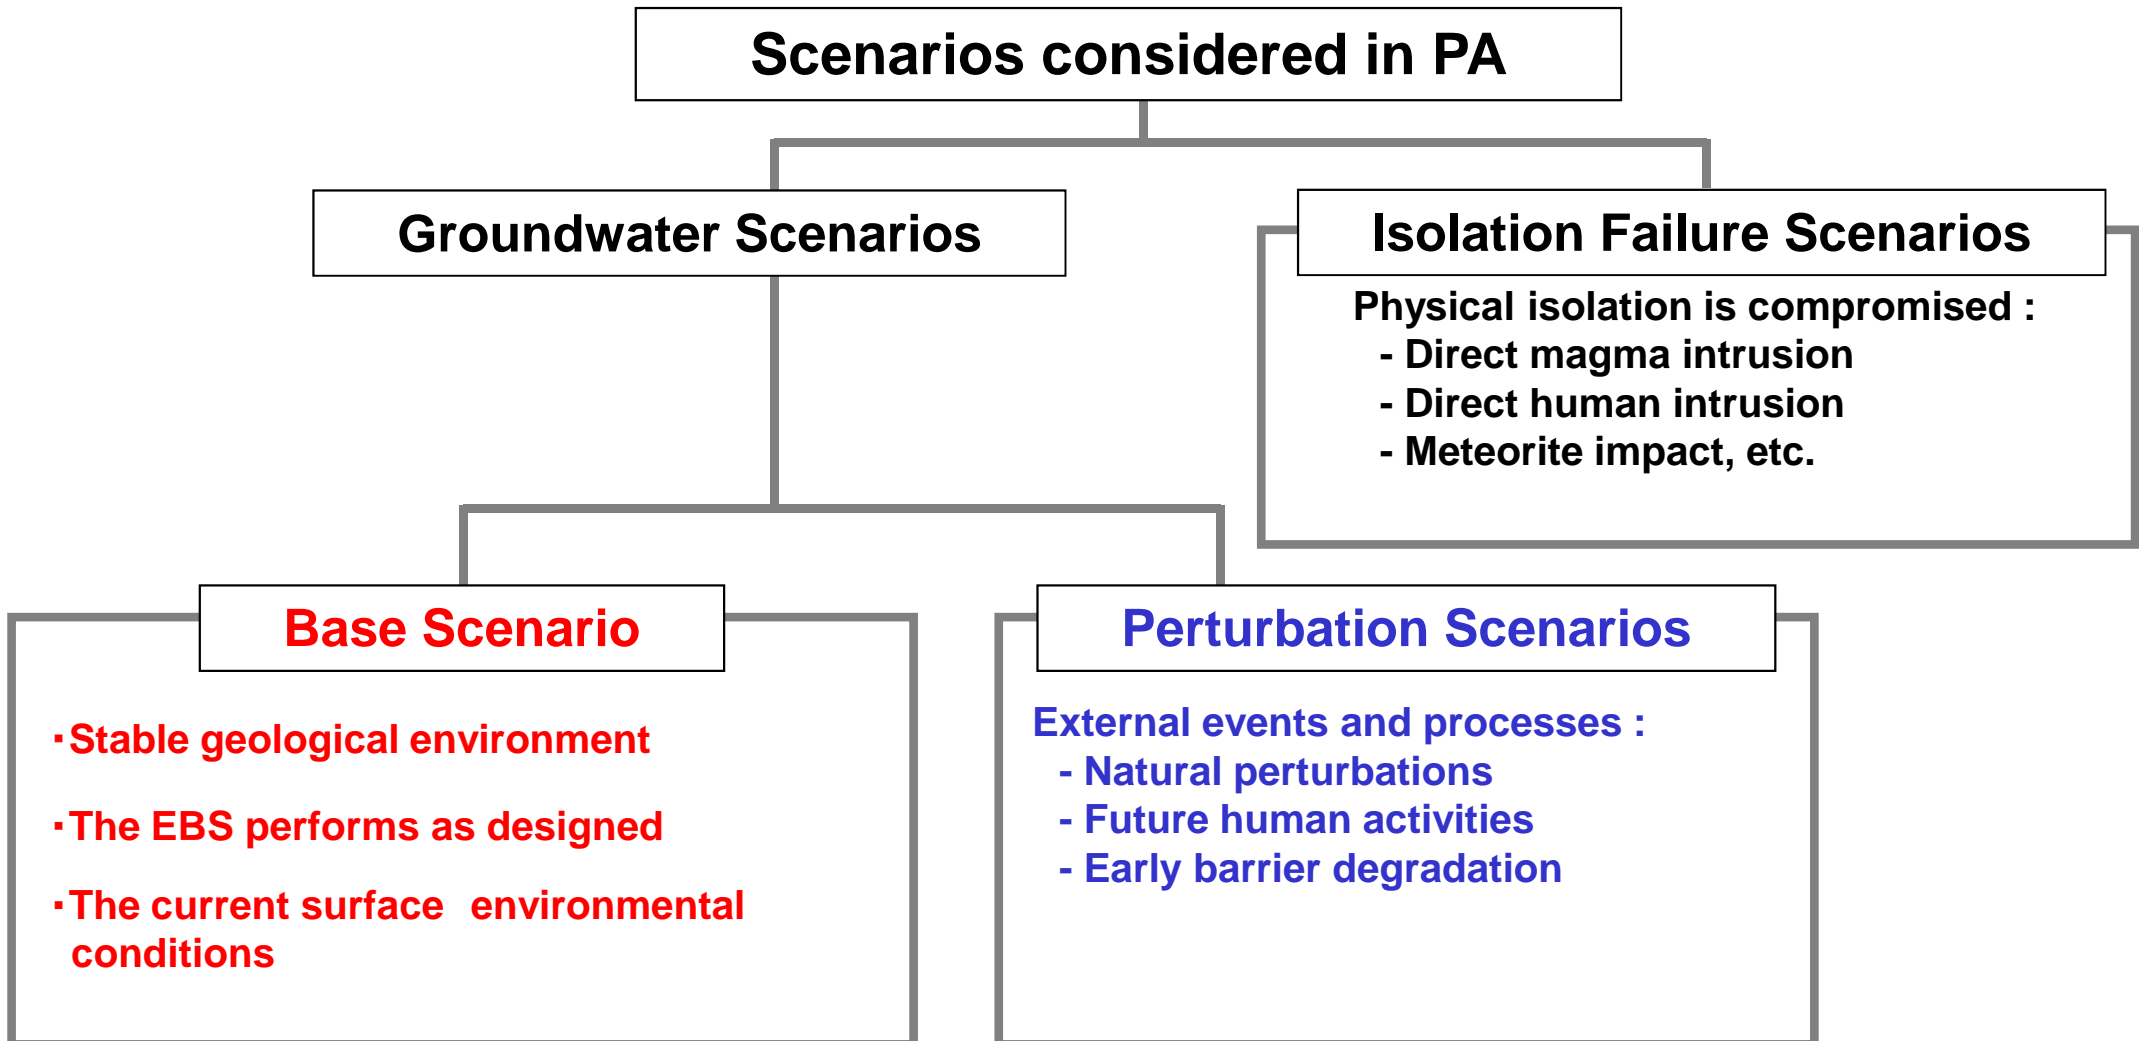 Scenarios considered in PA
Groundwater Scenarios
Isolation Failure Scenarios
Physical isolation is compromised :
- Direct magma intrusion
- Direct human intrusion
- Meteorite impact, etc.
Base Scenario
・Stable geological environment
・The EBS performs as designed
・The current surface environmental
conditions
Perturbation Scenarios
External events and processes :
- Natural perturbations
- Future human activities
- Early barrier degradation